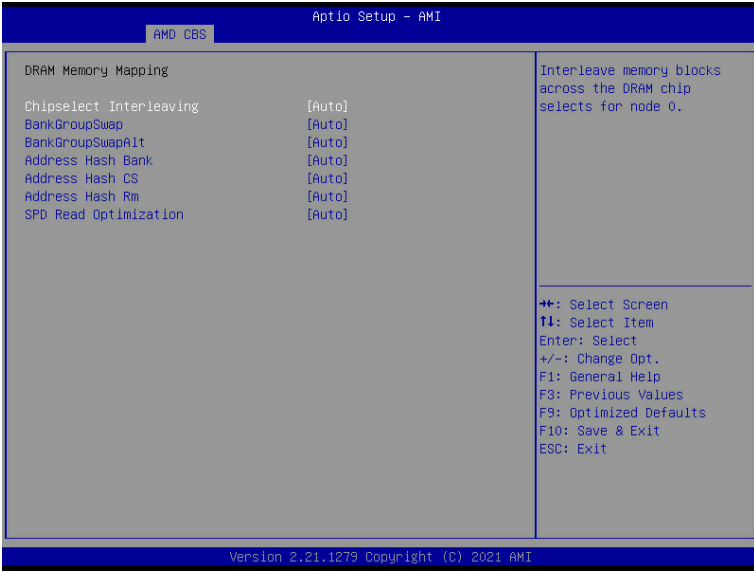 Aptio Setup - AMI
AMD CBS
DRAM Memory Mapping
Chipselect Interleaving [Auto]
BankGroupSwap [Auto]
BankGroupSwapAlt [Auto]
Address Hash Bank [Auto]
Address Hash CS [Auto]
Address Hash Rm [Auto]
SPD Read Optimization [Auto]
Interleave memory blocks
across the DRAM chip
selects for node 0.
→←: Select Screen
↑↓: Select Item
Enter: Select
+/-: Change Opt.
F1: General Help
F3: Previous Values
F9: Optimized Defaults
F10: Save & Exit
ESC: Exit
Version 2.21.1279 Copyright (C) 2021 AMI